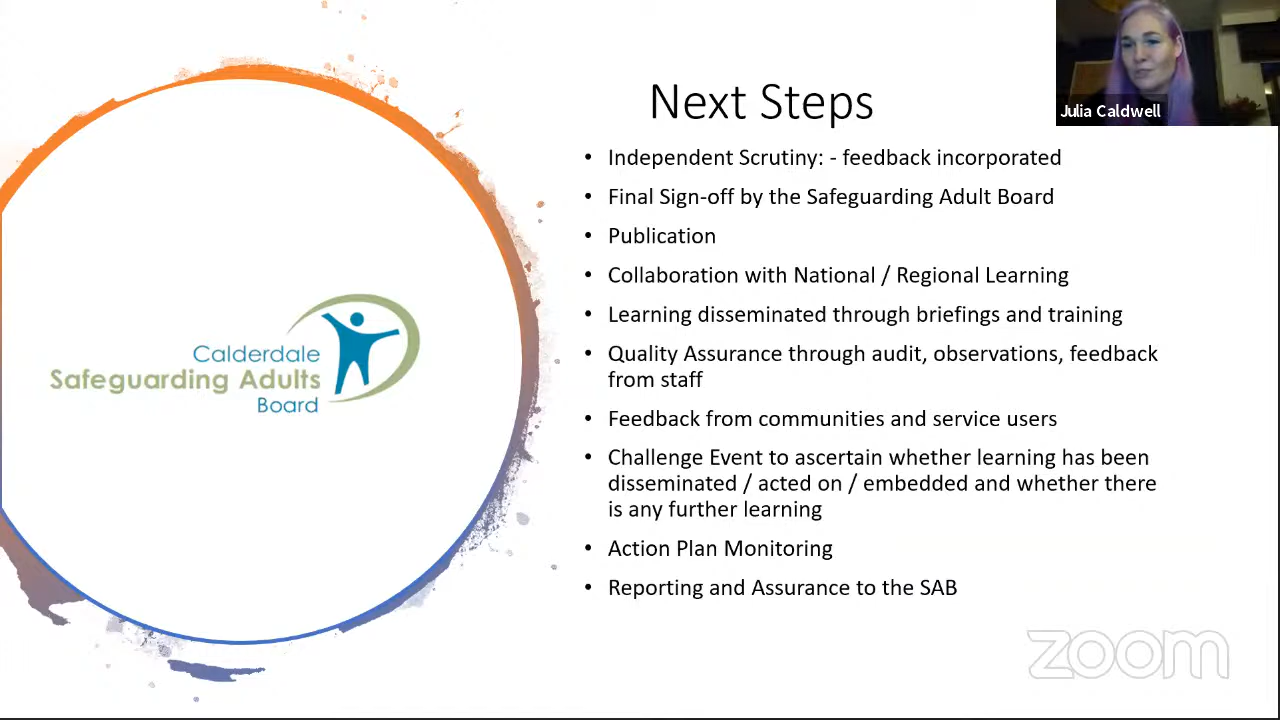 Next Steps
Julia Caldwell
• Independent Scrutiny: - feedback incorporated
• Final Sign-off by the Safeguarding Adult Board
• Publication
• Collaboration with National / Regional Learning
• Learning disseminated through briefings and training
• Quality Assurance through audit, observations, feedback
from staff
• Feedback from communities and service users
• Challenge Event to ascertain whether learning has been
disseminated / acted on / embedded and whether there
is any further learning
• Action Plan Monitoring
• Reporting and Assurance to the SAB
Calderdale
Safeguarding Adults
Board
zoom